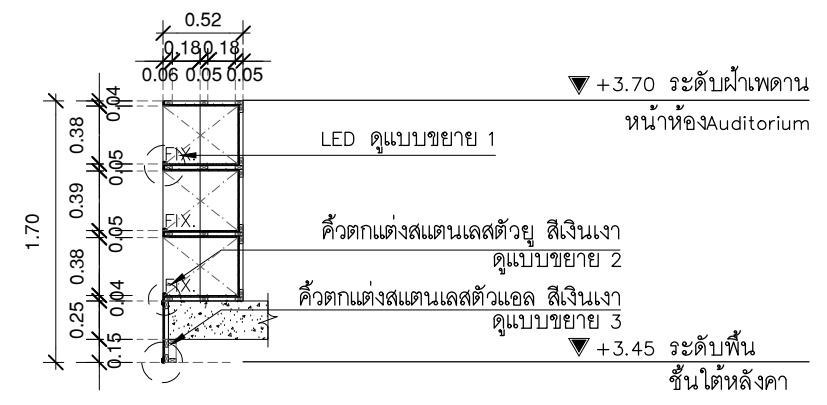 0.52
0.18 0.18
0.06 0.05 0.05
+3.70 ระดับฝ้าเพดาน
หน้าห้องAuditorium
0.04
0.38
LED ดูแบบขยาย 1
FIX.
0.05
0.39
1.70
FIX.
0.05
คิ้วตกแต่งสแตนเลสตัวยู สีเงินเงา
ดูแบบขยาย 2
0.38
FIX.
0.04
คิ้วตกแต่งสแตนเลสตัวแอล สีเงินเงา
ดูแบบขยาย 3
0.25
0.15
+3.45 ระดับพื้น
ชั้นใต้หลังคา